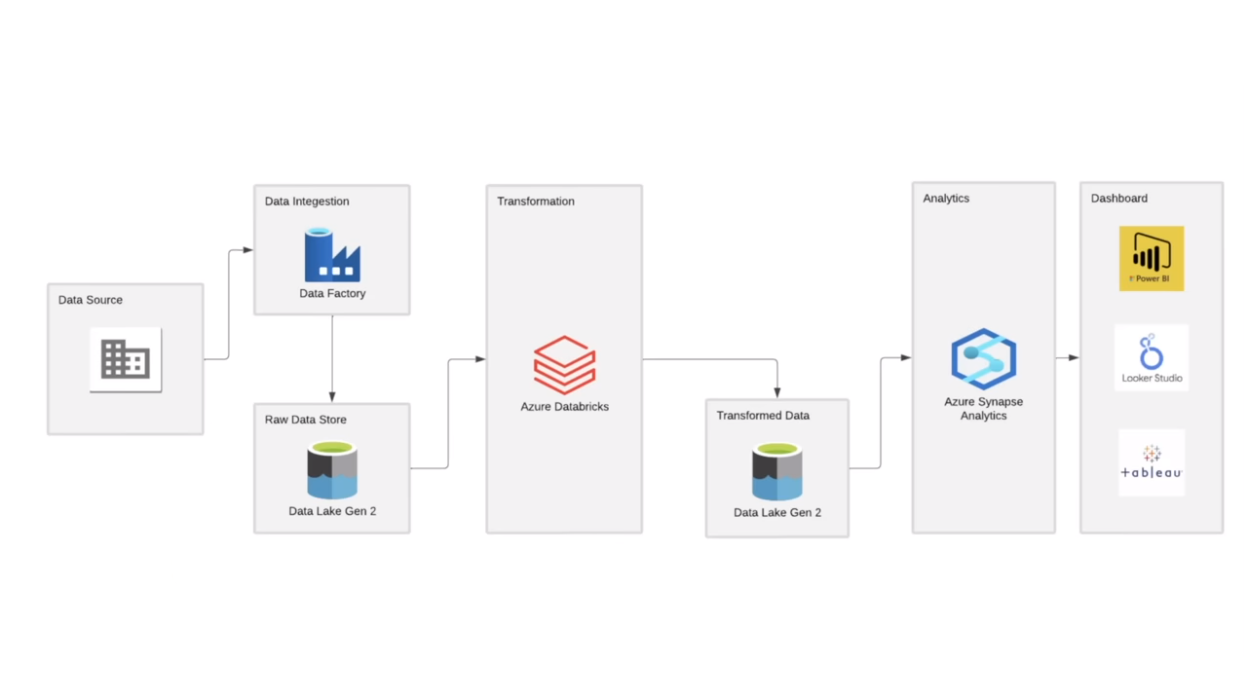 Data Source
Data Integestion
Data Factory
Raw Data Store
Data Lake Gen 2
Transformation
Azure Databricks
Transformed Data
Data Lake Gen 2
Analytics
Azure Synapse
Analytics
Dashboard
Power BI
Looker Studio
+ableau